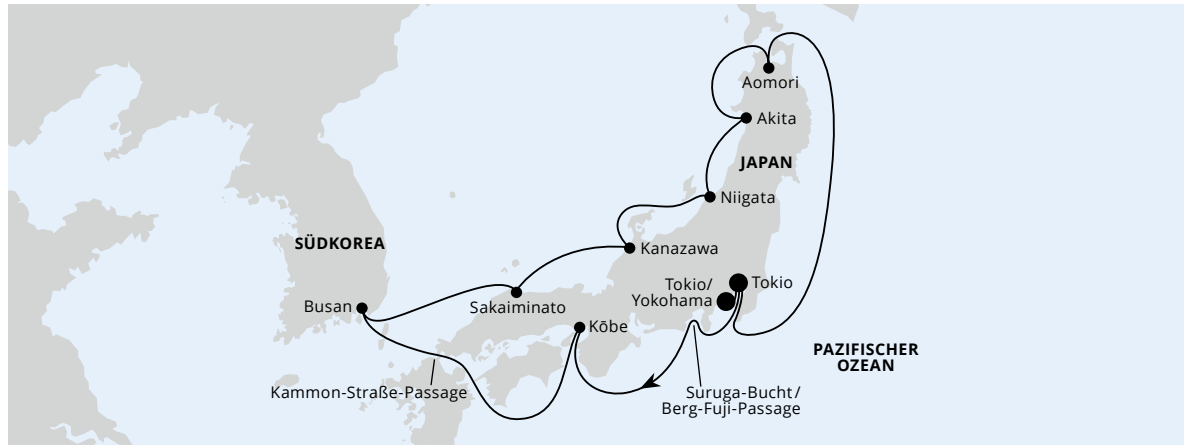 Aomori
Akita
JAPAN
Niigata
SÜDKOREA
Kanazawa
Tokio/
Yokohama
Tokio
Busan
Sakaiminato
Kōbe
PAZIFISCHER
OZEAN
Kammon-Straße-Passage
Suruga-Bucht/
Berg-Fuji-Passage